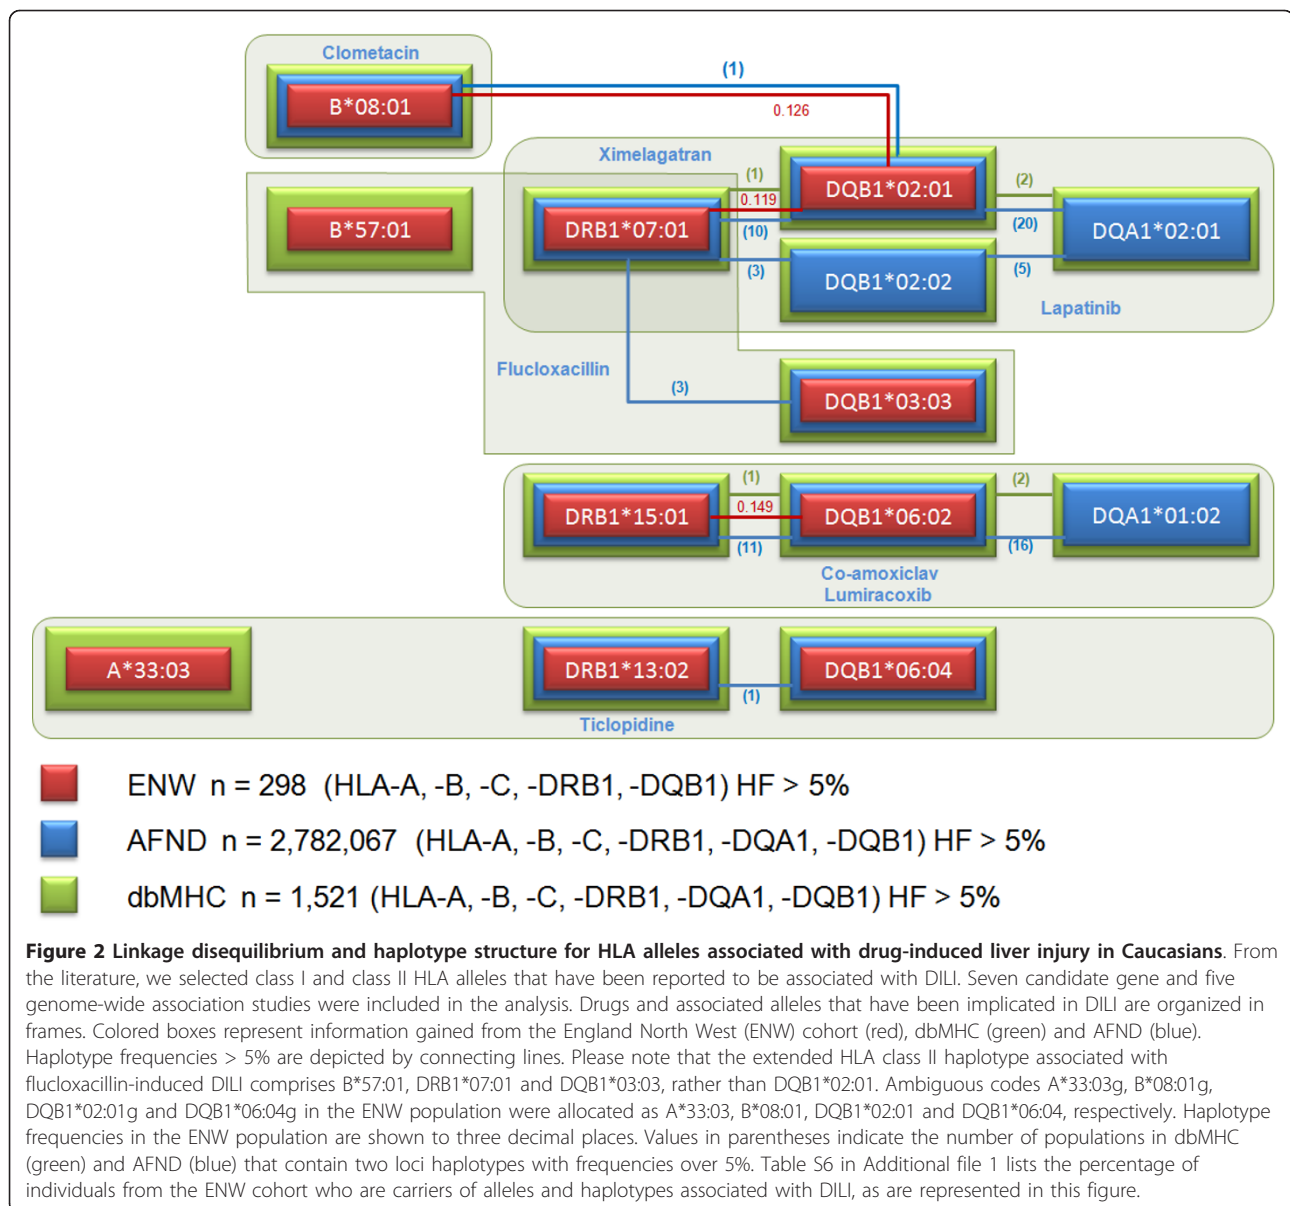 Clometacin
B*08:01
(1)
0.126
Ximelagatran
(1)
DQB1*02:01
(2)
B*57:01
DRB1*07:01
0.119
(10)
(20)
DQA1*02:01
(3)
DQB1*02:02
(5)
Lapatinib
Flucloxacillin
(3)
DQB1*03:03
(1)
(2)
DRB1*15:01
0.149
DQB1*06:02
DQA1*01:02
(11)
(16)
Co-amoxiclav
Lumiracoxib
A*33:03
DRB1*13:02
DQB1*06:04
(1)
Ticlopidine
ENW n = 298 (HLA-A, -B, -C, -DRB1, -DQB1) HF > 5%
AFND n = 2,782,067 (HLA-A, -B, -C, -DRB1, -DQA1, -DQB1) HF > 5%
dbMHC n = 1,521 (HLA-A, -B, -C, -DRB1, -DQA1, -DQB1) HF > 5%
Figure 2 Linkage disequilibrium and haplotype structure for HLA alleles associated with drug-induced liver injury in Caucasians. From
the literature, we selected class I and class II HLA alleles that have been reported to be associated with DILI. Seven candidate gene and five
genome-wide association studies were included in the analysis. Drugs and associated alleles that have been implicated in DILI are organized in
frames. Colored boxes represent information gained from the England North West (ENW) cohort (red), dbMHC (green) and AFND (blue).
Haplotype frequencies > 5% are depicted by connecting lines. Please note that the extended HLA class II haplotype associated with
flucloxacillin-induced DILI comprises B*57:01, DRB1*07:01 and DQB1*03:03, rather than DQB1*02:01. Ambiguous codes A*33:03g, B*08:01g,
DQB1*02:01g and DQB1*06:04g in the ENW population were allocated as A*33:03, B*08:01, DQB1*02:01 and DQB1*06:04, respectively. Haplotype
frequencies in the ENW population are shown to three decimal places. Values in parentheses indicate the number of populations in dbMHC
(green) and AFND (blue) that contain two loci haplotypes with frequencies over 5%. Table S6 in Additional file 1 lists the percentage of
individuals from the ENW cohort who are carriers of alleles and haplotypes associated with DILI, as are represented in this figure.